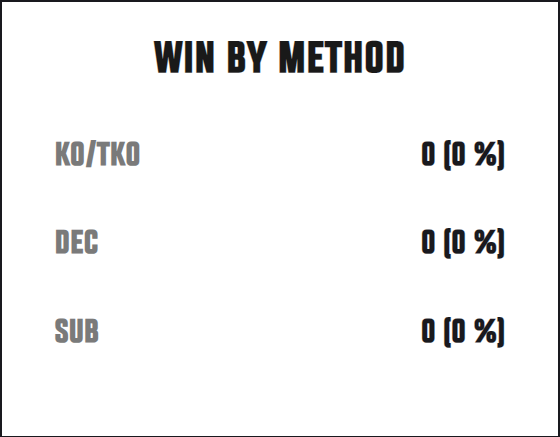 WIN BY METHOD
KO/TKO 0 (0 %)
DEC 0 (0 %)
SUB 0 (0 %)